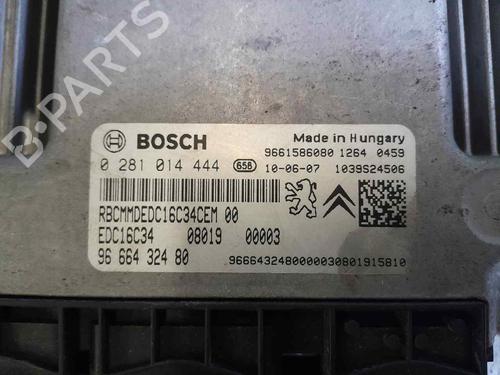 B-PARTS
BOSCH
Made in Hungary
9661586080 1264 0459
0 281 014 444 658 10-06-07 1039S24506
RBCMMDEDC16C34CEM 00
EDC16C34 08019 00003
96 664 324 80
966643248000003080191581​0